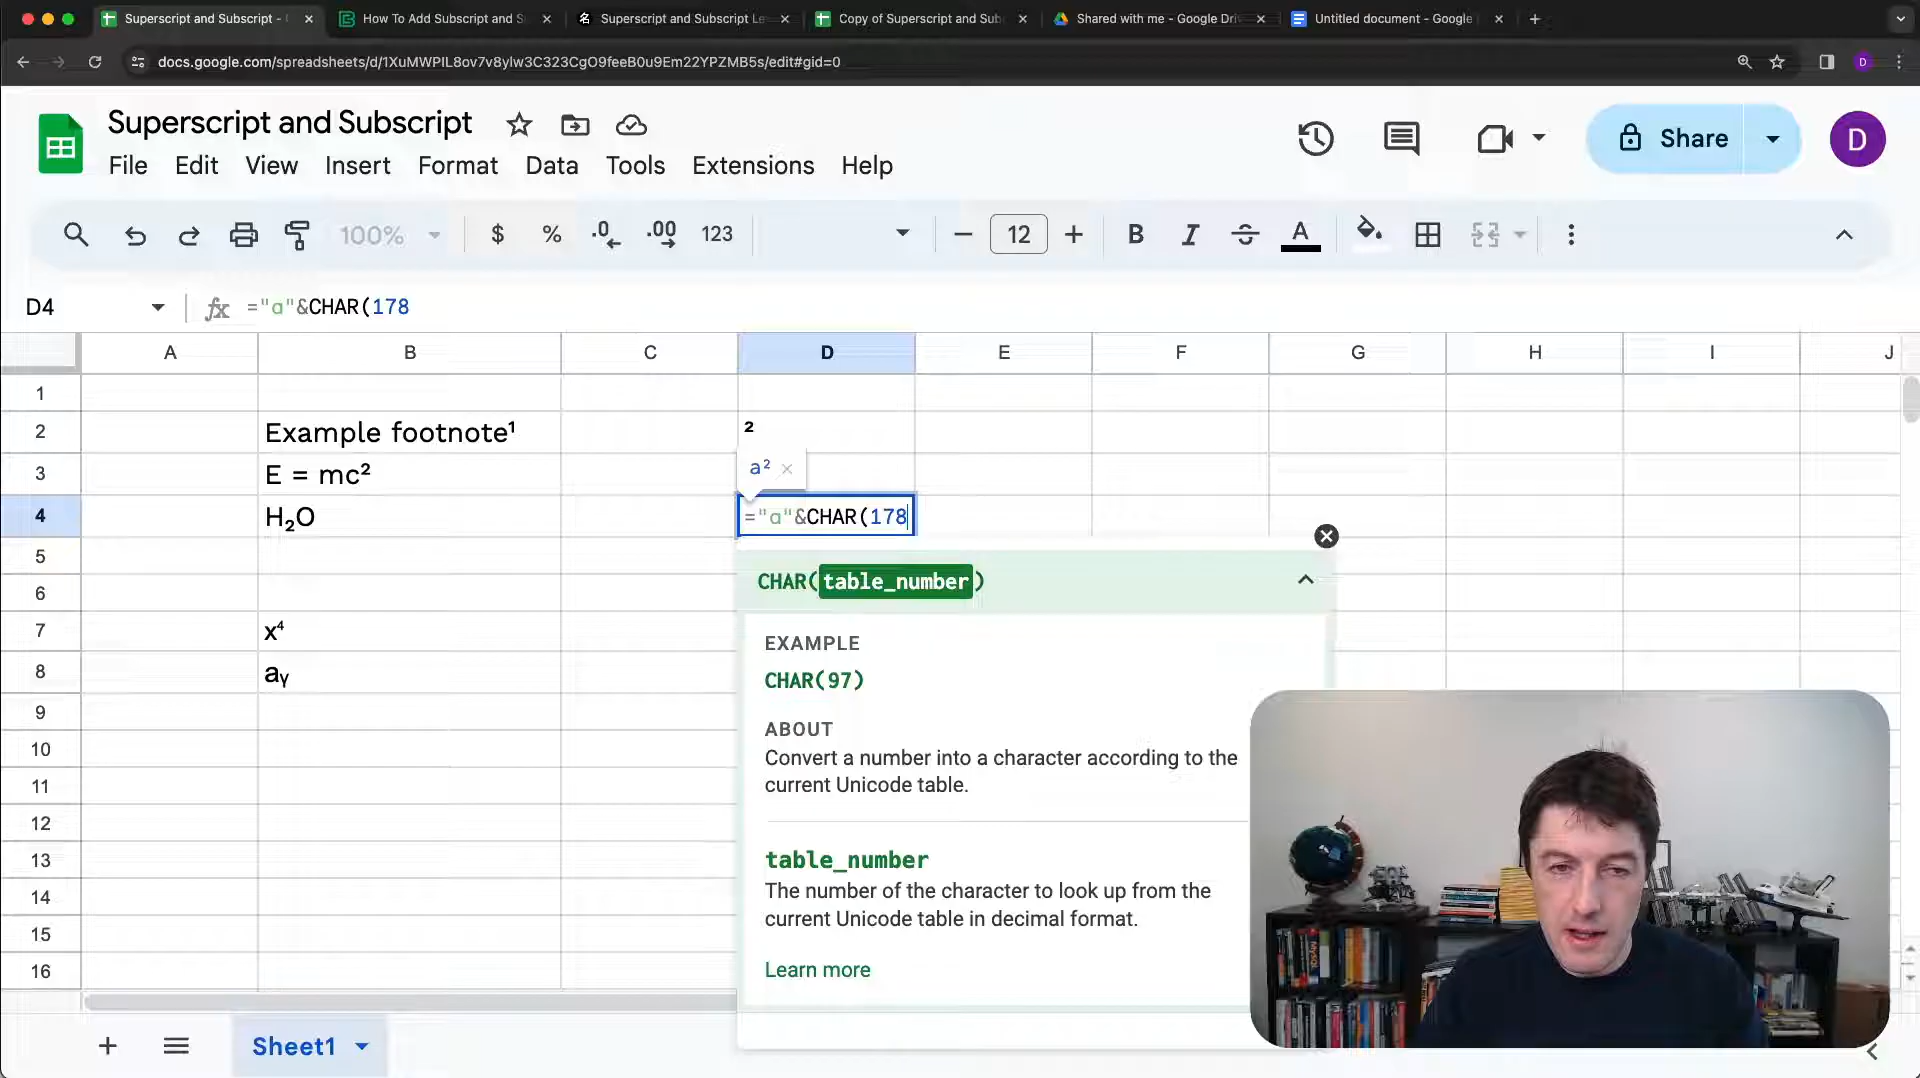 Superscript and Subscript -
How To Add Subscript and S
Superscript and Subscript Le
Copy of Superscript and Sub
Shared with me - Google Dri
Untitled document - Google
docs.google.com/spreadsheets/d/1XuMWPIL8ov7v8ylw3C323CgO9feeB0u9Em22YPZMB5s/edit#gid=0
D
Superscript and Subscript
Share
D
File Edit View Insert Format Data Tools Extensions Help
100% $ % .0 .00 123 12 B I A
D4 fx ="a"&CHAR(178
A B C D E F G H I J
1
2 Example footnote¹ ²
3 E = mc² a² ×
4 H₂O ="a"&CHAR(178
5
CHAR(table_number)
6
7 x⁴
EXAMPLE
8 aᵧ
CHAR(97)
9
ABOUT
10
Convert a number into a character according to the
11
current Unicode table.
12
13
table_number
14
The number of the character to look up from the
current Unicode table in decimal format.
15
16
Learn more
Sheet1